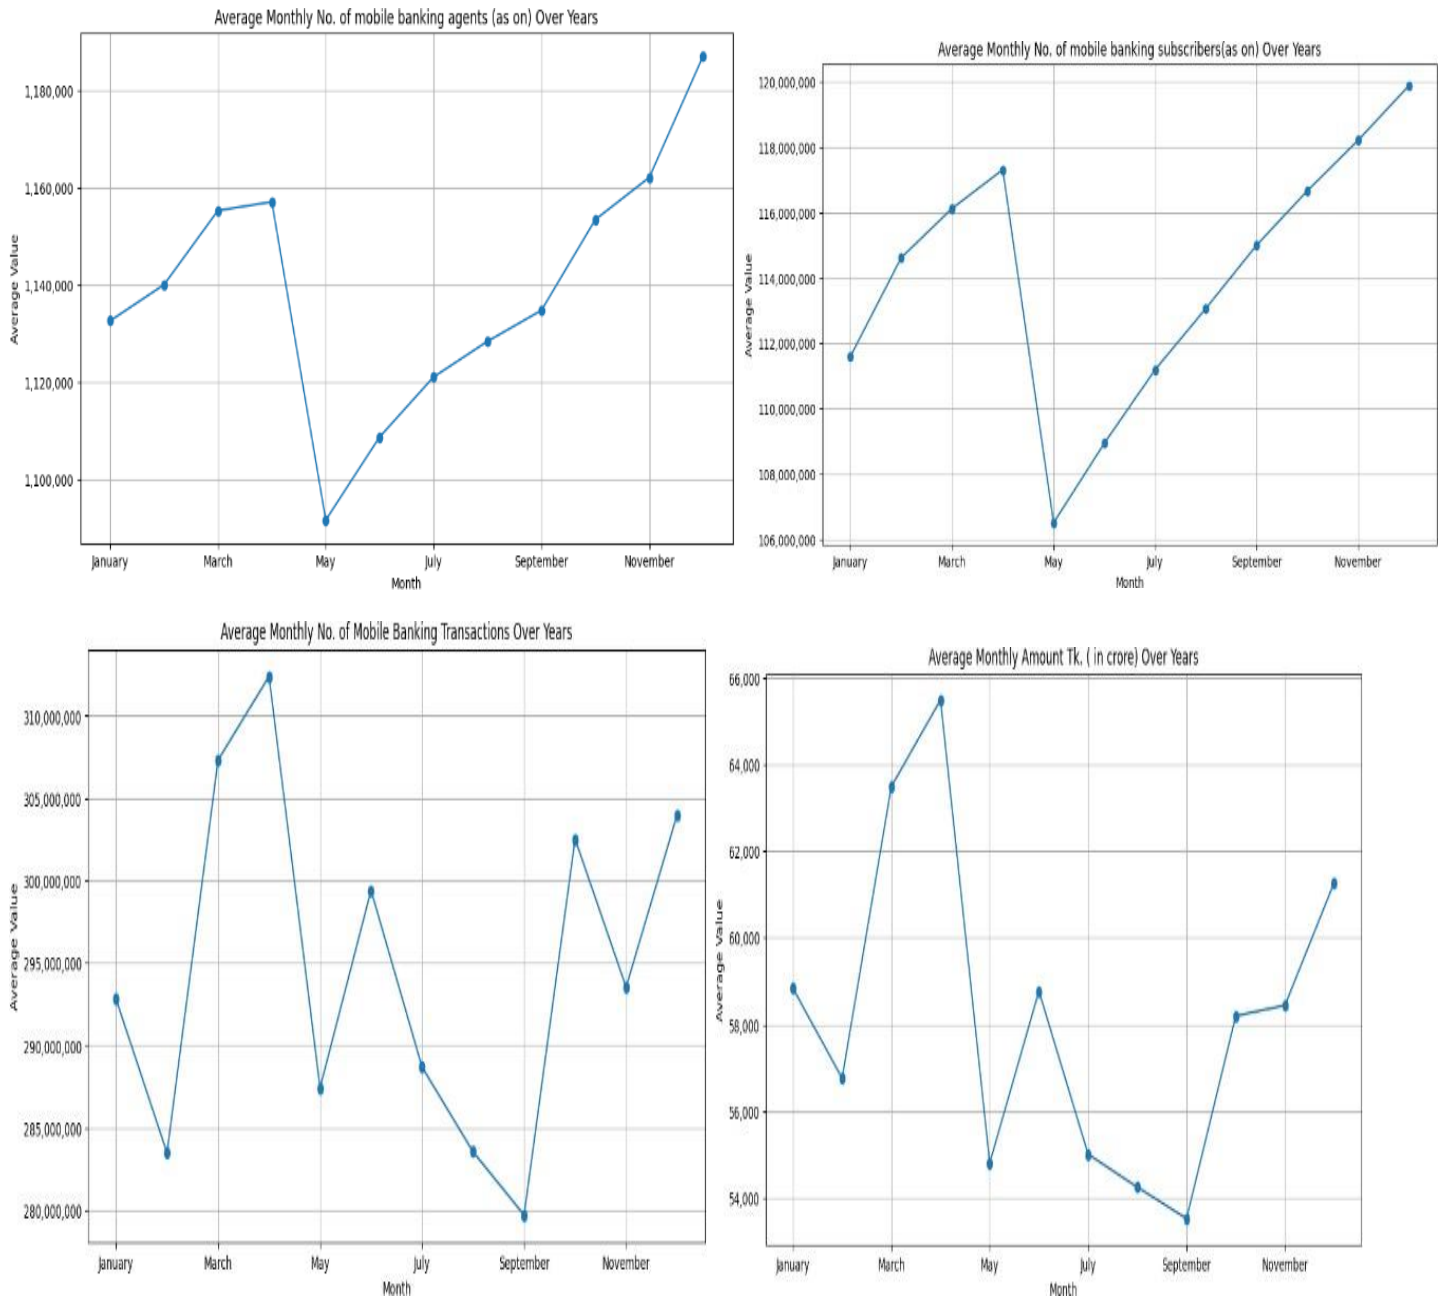 Average Monthly No. of mobile banking agents (as on) Over Years
1,180,000
1,160,000
1,140,000
1,120,000
1,100,000
Average Value
January March May July September November
Month
Average Monthly No. of mobile banking subscribers(as on) Over Years
120,000,000
118,000,000
116,000,000
114,000,000
112,000,000
110,000,000
108,000,000
106,000,000
Average Value
January March May July September November
Month
Average Monthly No. of Mobile Banking Transactions Over Years
310,000,000
305,000,000
300,000,000
295,000,000
290,000,000
285,000,000
280,000,000
Average Value
January March May July September November
Month
Average Monthly Amount Tk. ( in crore) Over Years
66,000
64,000
62,000
60,000
58,000
56,000
54,000
Average Value
January March May July September November
Month